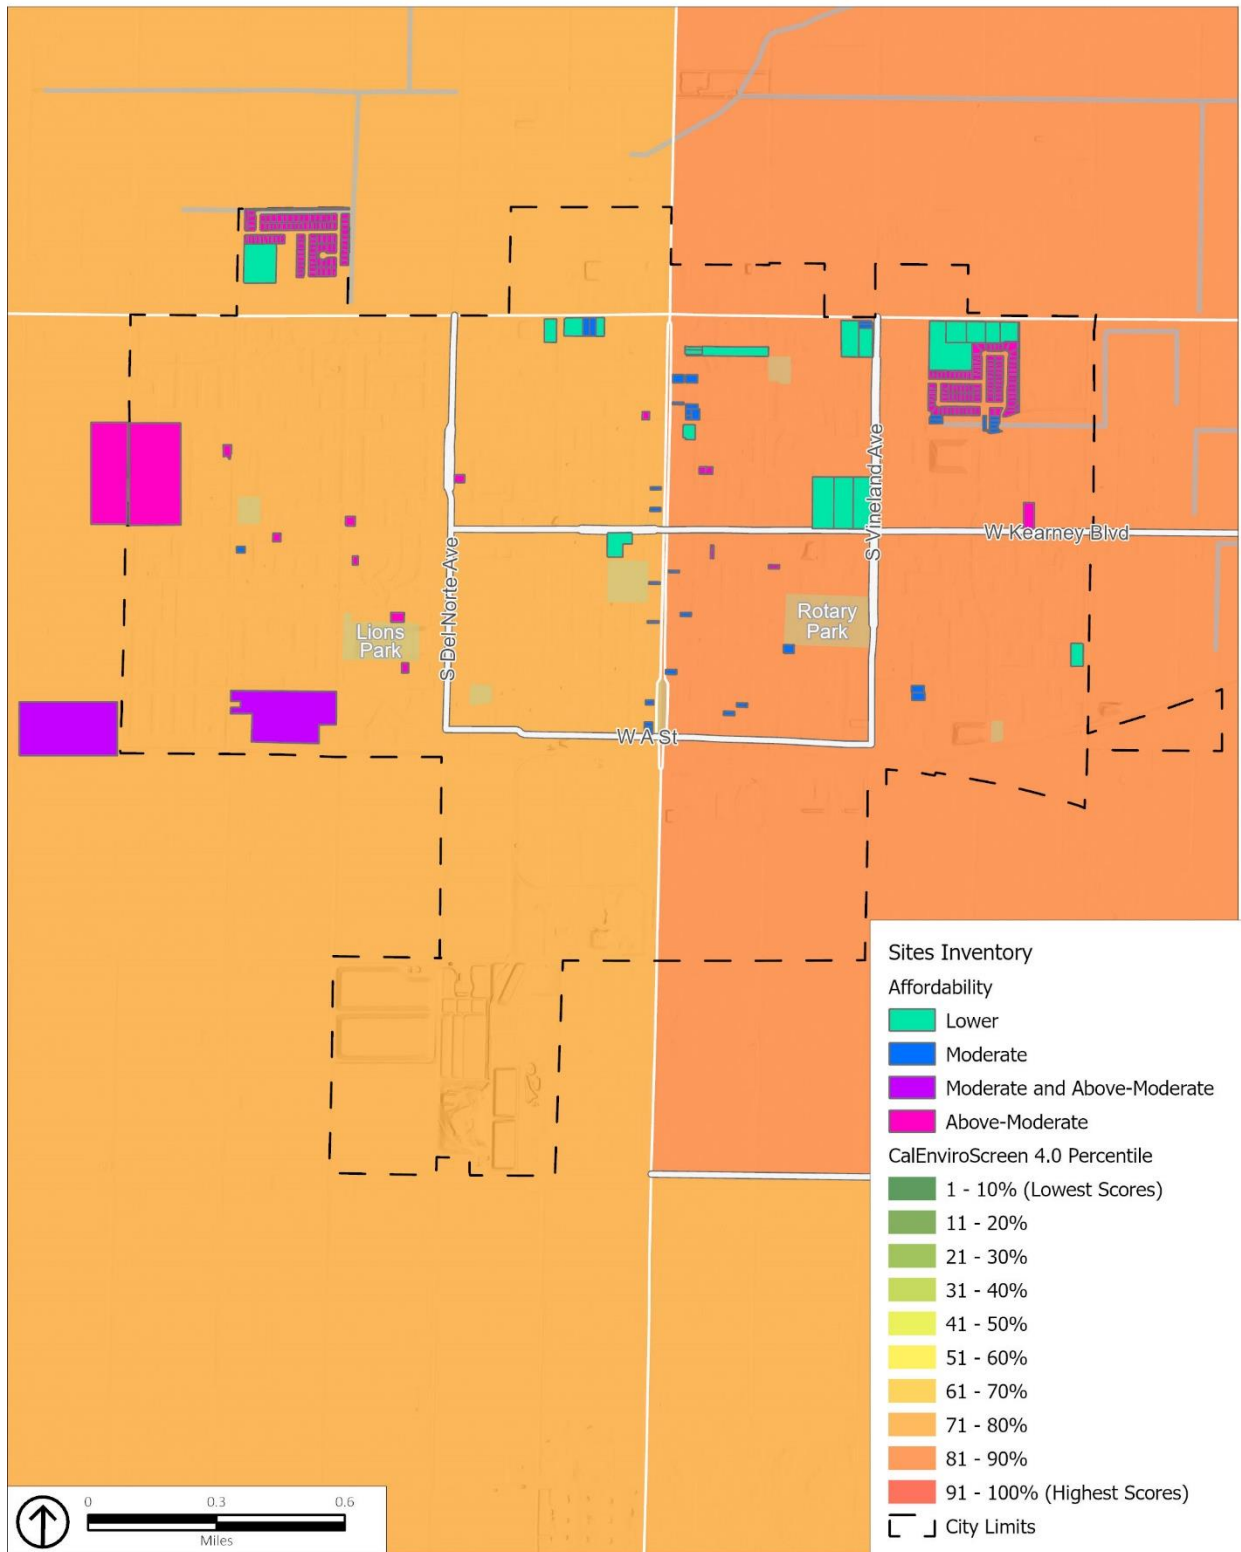 S Vineland Ave
W Kearney Blvd
S Del Norte Ave
Rotary
Park
Lions
Park
W A St
Sites Inventory
Affordability
Lower
Moderate
Moderate and Above-Moderate
Above-Moderate
CalEnviroScreen 4.0 Percentile
1 - 10% (Lowest Scores)
11 - 20%
21 - 30%
31 - 40%
41 - 50%
51 - 60%
61 - 70%
71 - 80%
81 - 90%
91 - 100% (Highest Scores)
City Limits
0 0.3 0.6
Miles